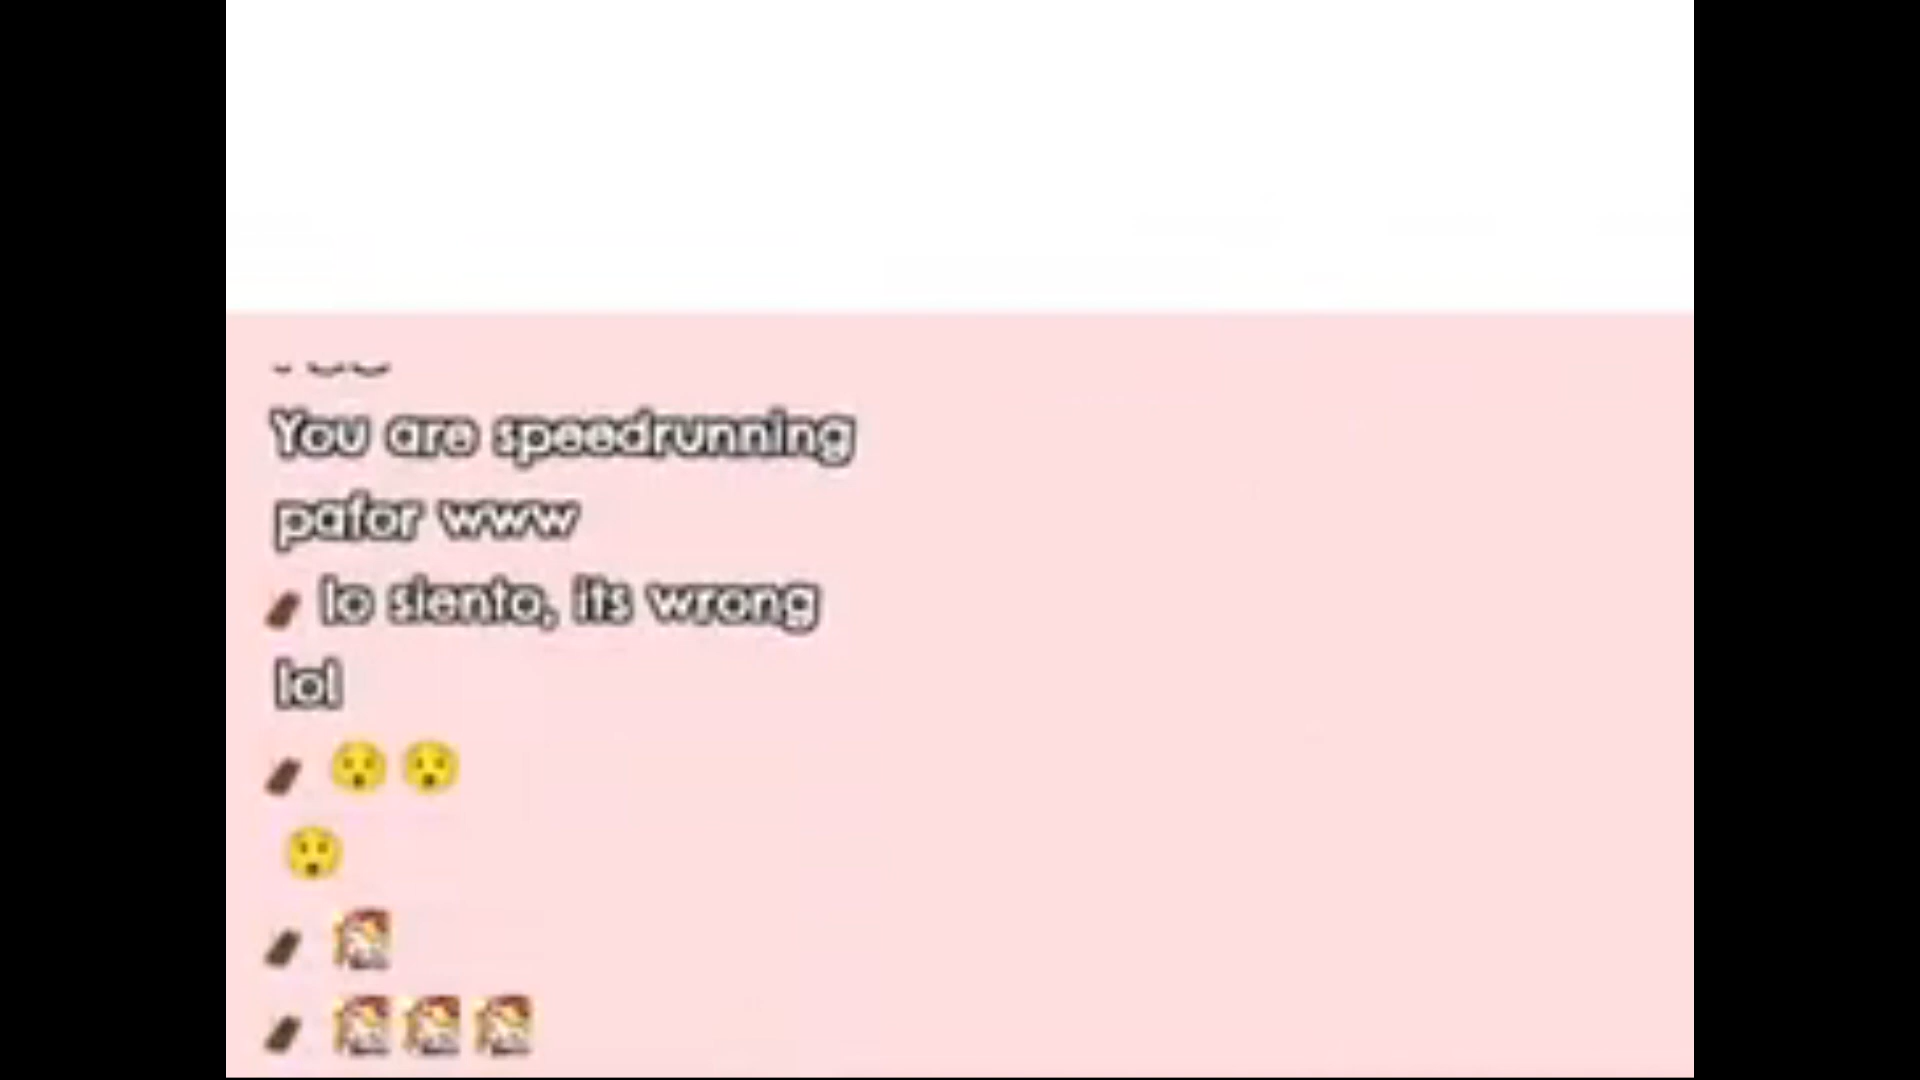 You are speedrunning
pafor www
lo siento, its wrong
lol